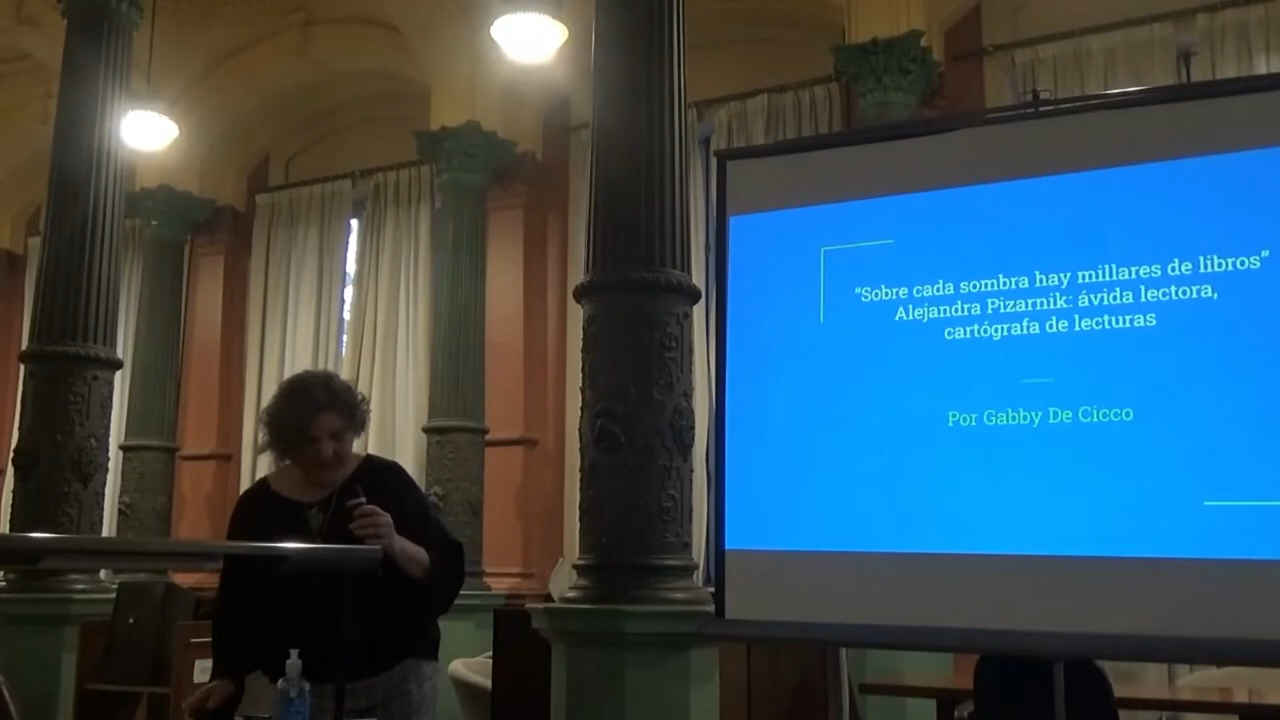 “Sobre cada sombra hay millares de libros”
Alejandra Pizarnik: ávida lectora,
cartógrafa de lecturas
Por Gabby De Cicco